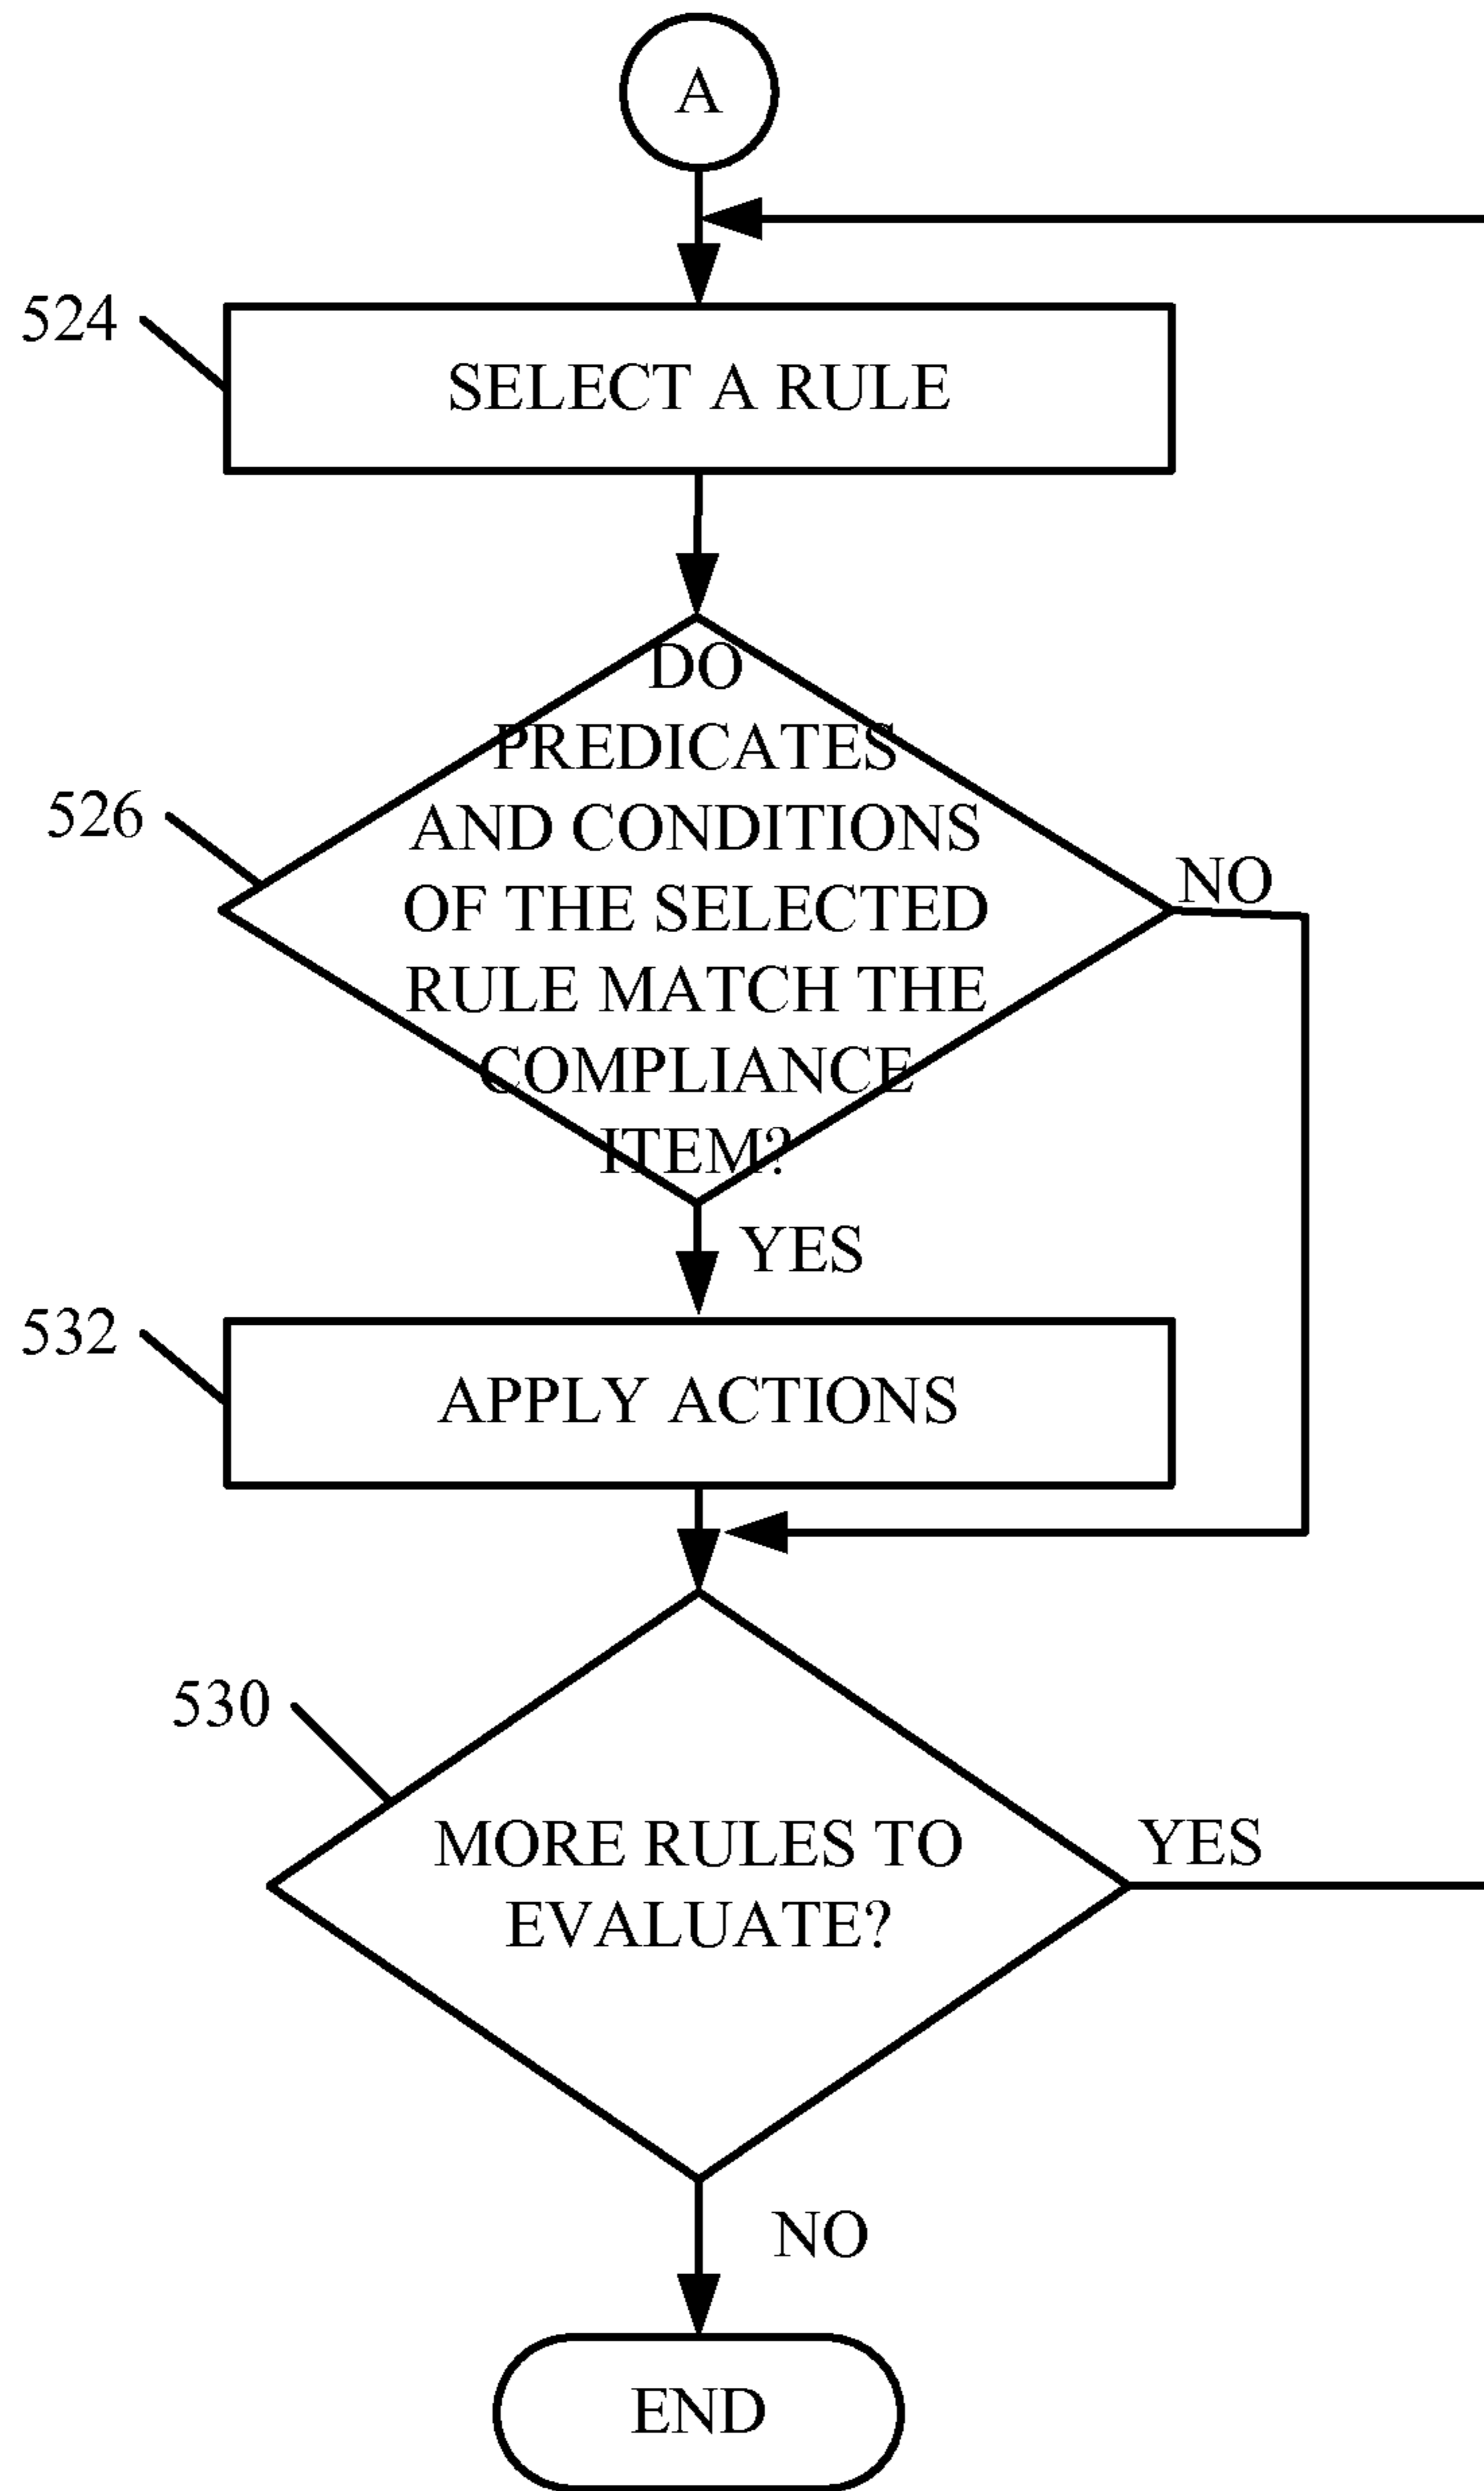 A
524
SELECT A RULE
DO
PREDICATES
AND CONDITIONS
OF THE SELECTED
RULE MATCH THE
COMPLIANCE
ITEM?
526
NO
YES
532
APPLY ACTIONS
530
MORE RULES TO
EVALUATE?
YES
NO
END